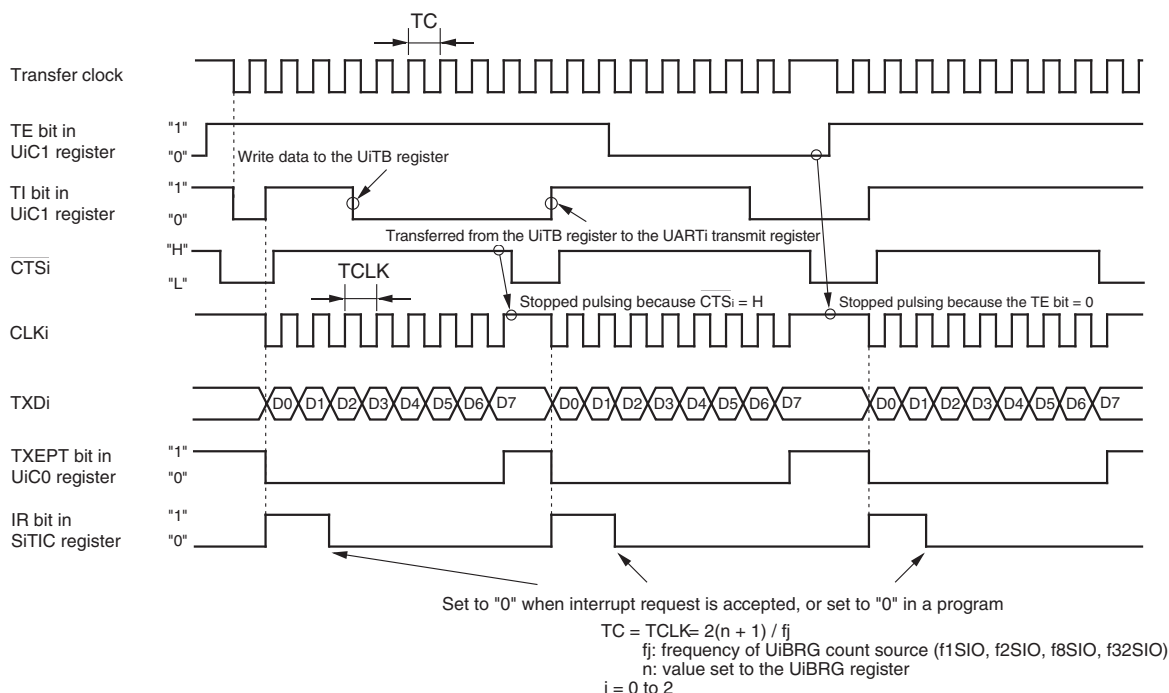 TC
Transfer clock
TE bit in
UiC1 register
"1"
"0"
Write data to the UiTB register
TI bit in
UiC1 register
"1"
"0"
Transferred from the UiTB register to the UARTi transmit register
CTSi
"H"
"L"
TCLK
Stopped pulsing because CTSi = H
Stopped pulsing because the TE bit = 0
CLKi
TXDi
D0 D1 D2 D3 D4 D5 D6 D7 D0 D1 D2 D3 D4 D5 D6 D7 D0 D1 D2 D3 D4 D5 D6 D7
TXEPT bit in
UiC0 register
"1"
"0"
IR bit in
SiTIC register
"1"
"0"
Set to "0" when interrupt request is accepted, or set to "0" in a program
TC = TCLK= 2(n + 1) / fj
fj: frequency of UiBRG count source (f1SIO, f2SIO, f8SIO, f32SIO)
n: value set to the UiBRG register
i = 0 to 2